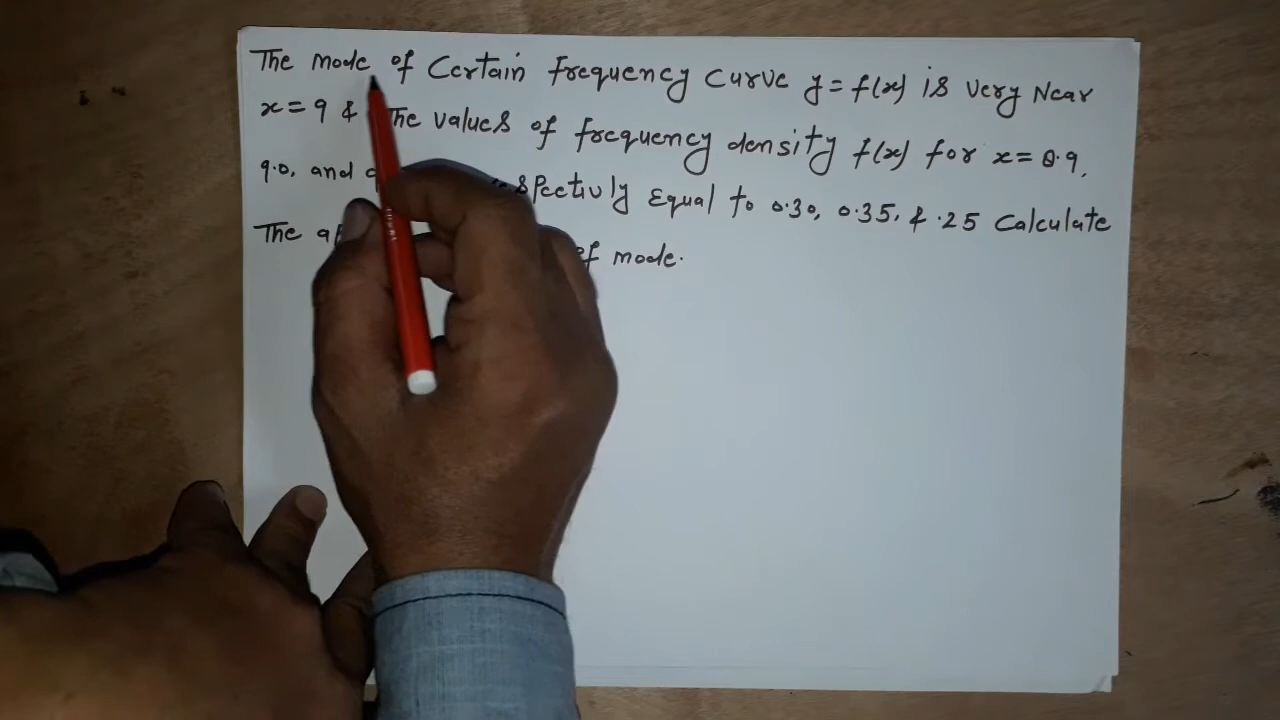 The mode of Certain frequency curve y = f(x) is very Near
x = 9 & The values of frequency density f(x) for x = 8.9,
9.0, and spectively Equal to 0.30, 0.35, & .25 Calculate
The of mode.